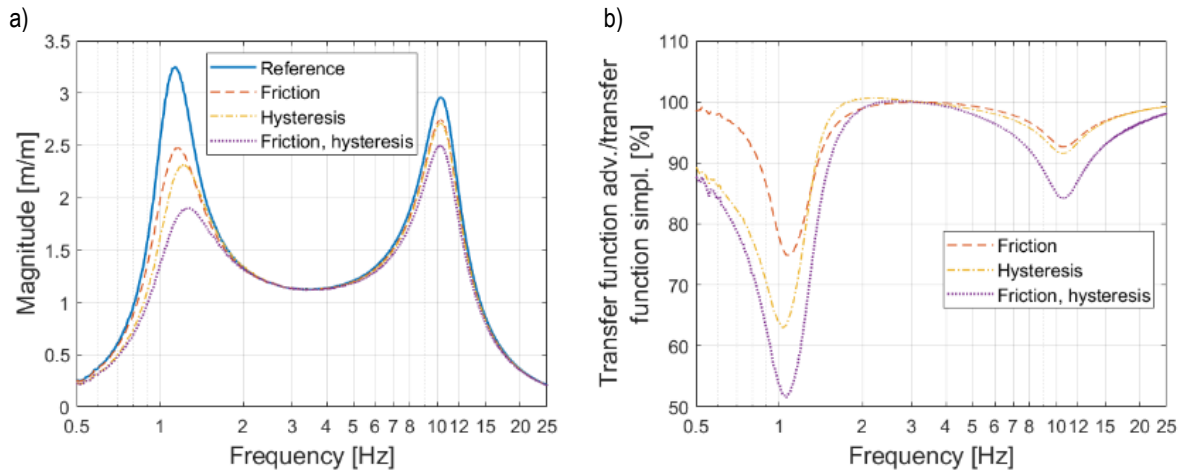 a)
Magnitude [m/m]
3.5
3
2.5
2
1.5
1
0.5
0
Reference
Friction
Hysteresis
Friction, hysteresis
0.5 1 2 3 4 5 6 7 8 10 12 15 20 25
Frequency [Hz]
b)
Transfer function adv./transfer
function simpl. [%]
110
100
90
80
70
60
50
Friction
Hysteresis
Friction, hysteresis
0.5 1 2 3 4 5 6 7 8 10 12 15 20 25
Frequency [Hz]